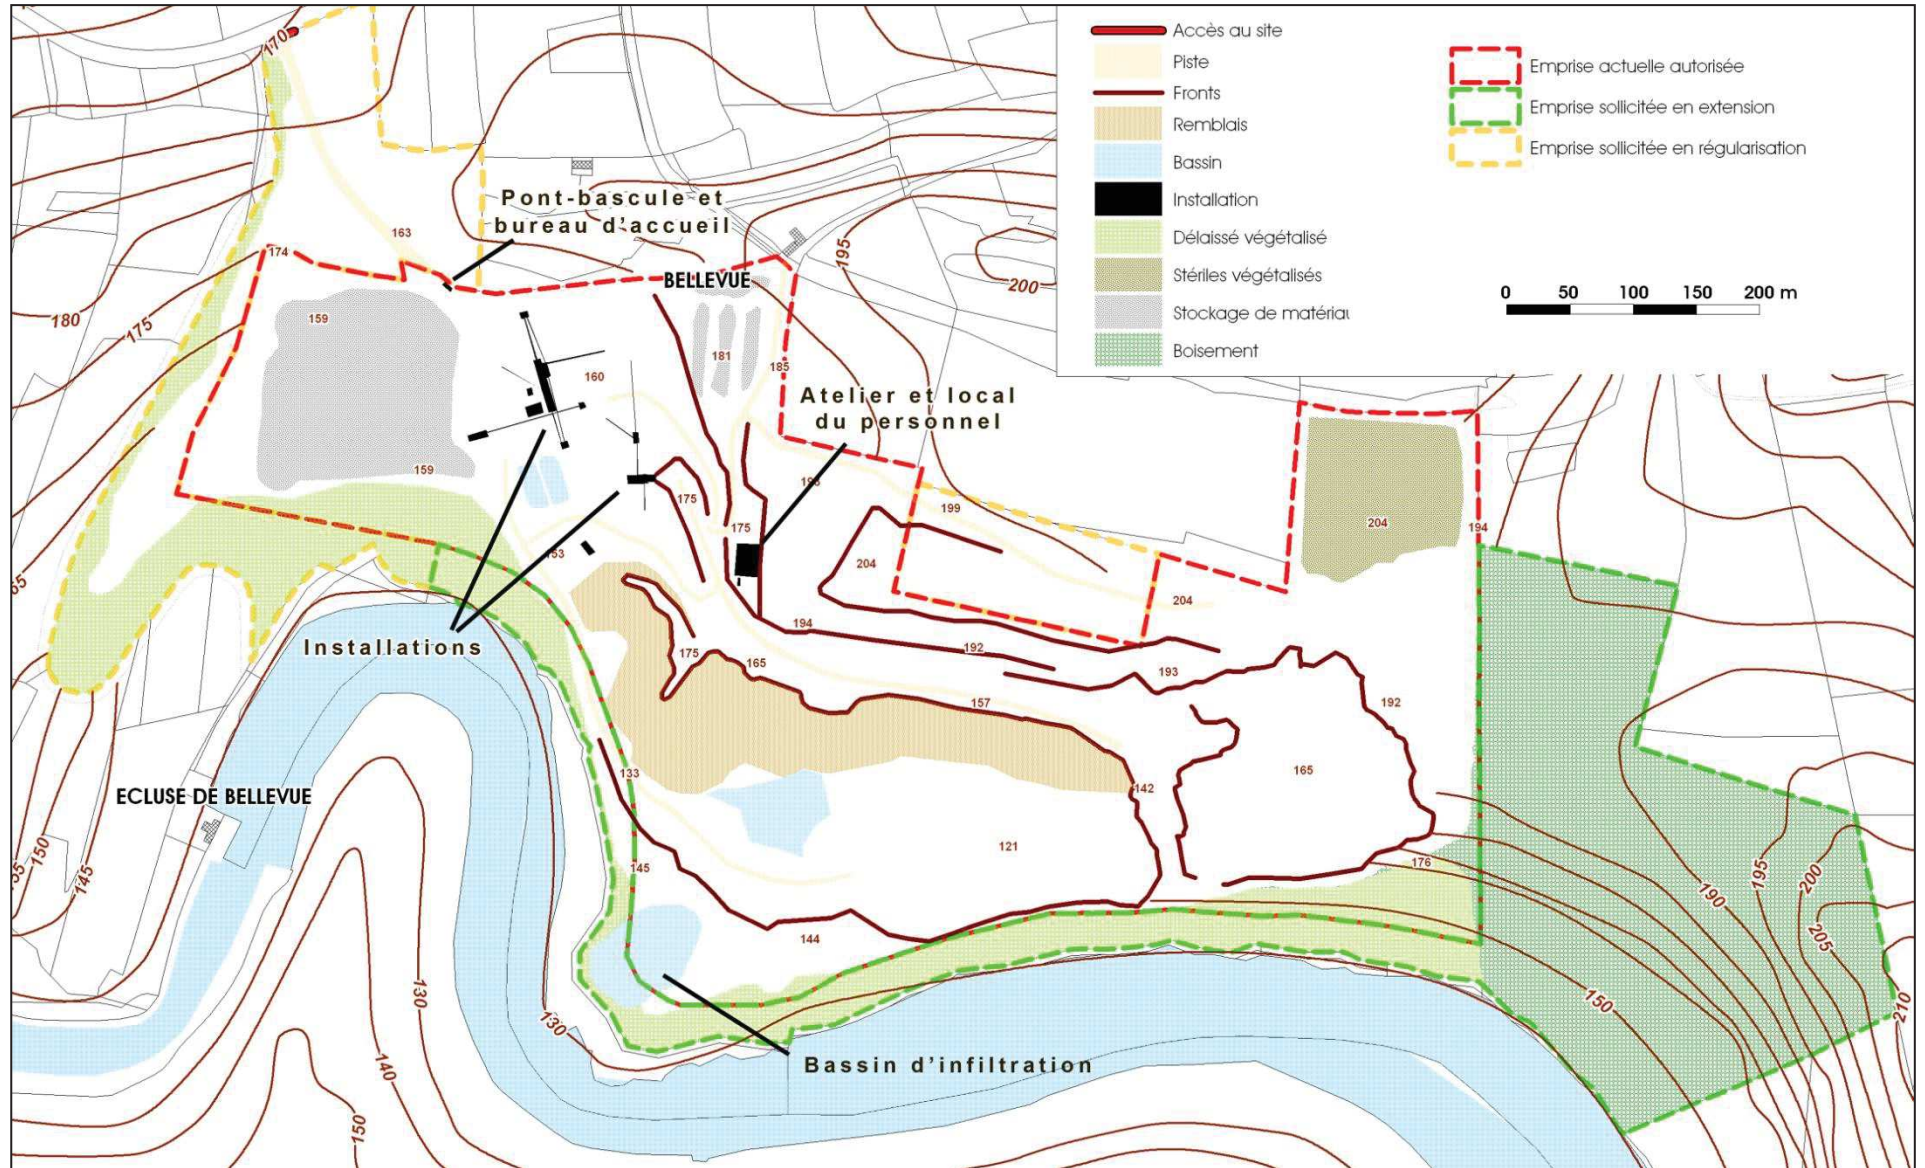 Accès au site
Piste
Fronts
Remblais
Bassin
Installation
Délaissé végétalisé
Stériles végétalisés
Stockage de matériau
Boisement
Emprise actuelle autorisée
Emprise sollicitée en extension
Emprise sollicitée en régularisation
0 50 100 150 200 m
170
Pont-bascule et
bureau d'accueil
163
174
195
200
BELLEVUE
180
175
159
181
185
160
Atelier et local
du personnel
159
175
175
199
204
194
204
153
204
194
192
175
165
193
Installations
157
192
133
165
142
ECLUSE DE BELLEVUE
150
145
121
145
176
190
195
200
205
144
130
130
150
210
140
150
Bassin d'infiltration